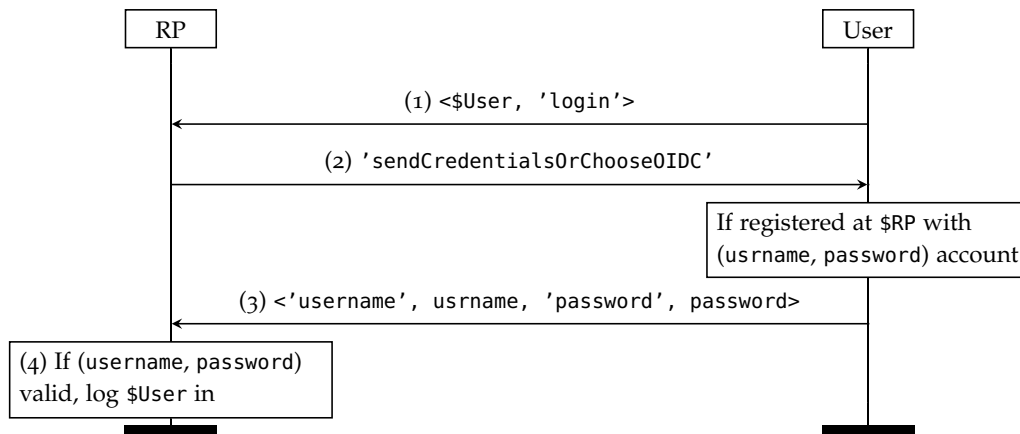 RP
User
(1) <$User, ’login’>
(2) ’sendCredentialsOrChooseOIDC’
If registered at $RP with
(usrname, password) account
(3) <’username’, usrname, ’password’, password>
(4) If (username, password)
valid, log $User in